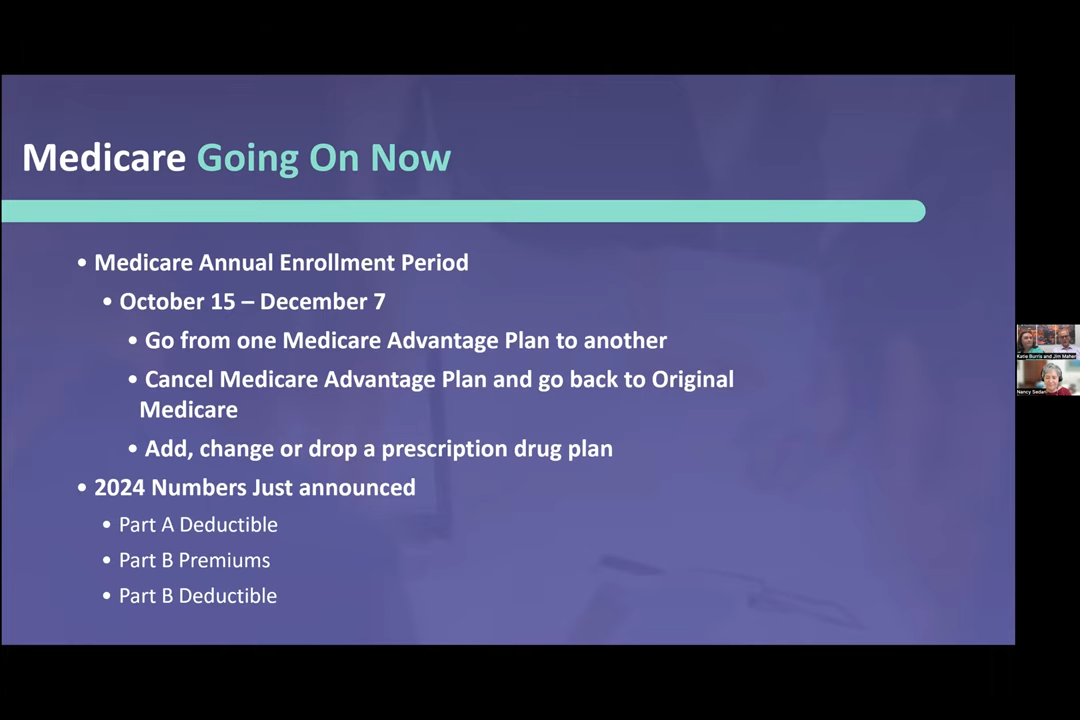 Medicare Going On Now
• Medicare Annual Enrollment Period
• October 15 – December 7
• Go from one Medicare Advantage Plan to another
• Cancel Medicare Advantage Plan and go back to Original
Medicare
• Add, change or drop a prescription drug plan
• 2024 Numbers Just announced
• Part A Deductible
• Part B Premiums
• Part B Deductible
Katie Burris and Jim Maher
Nancy Sedar